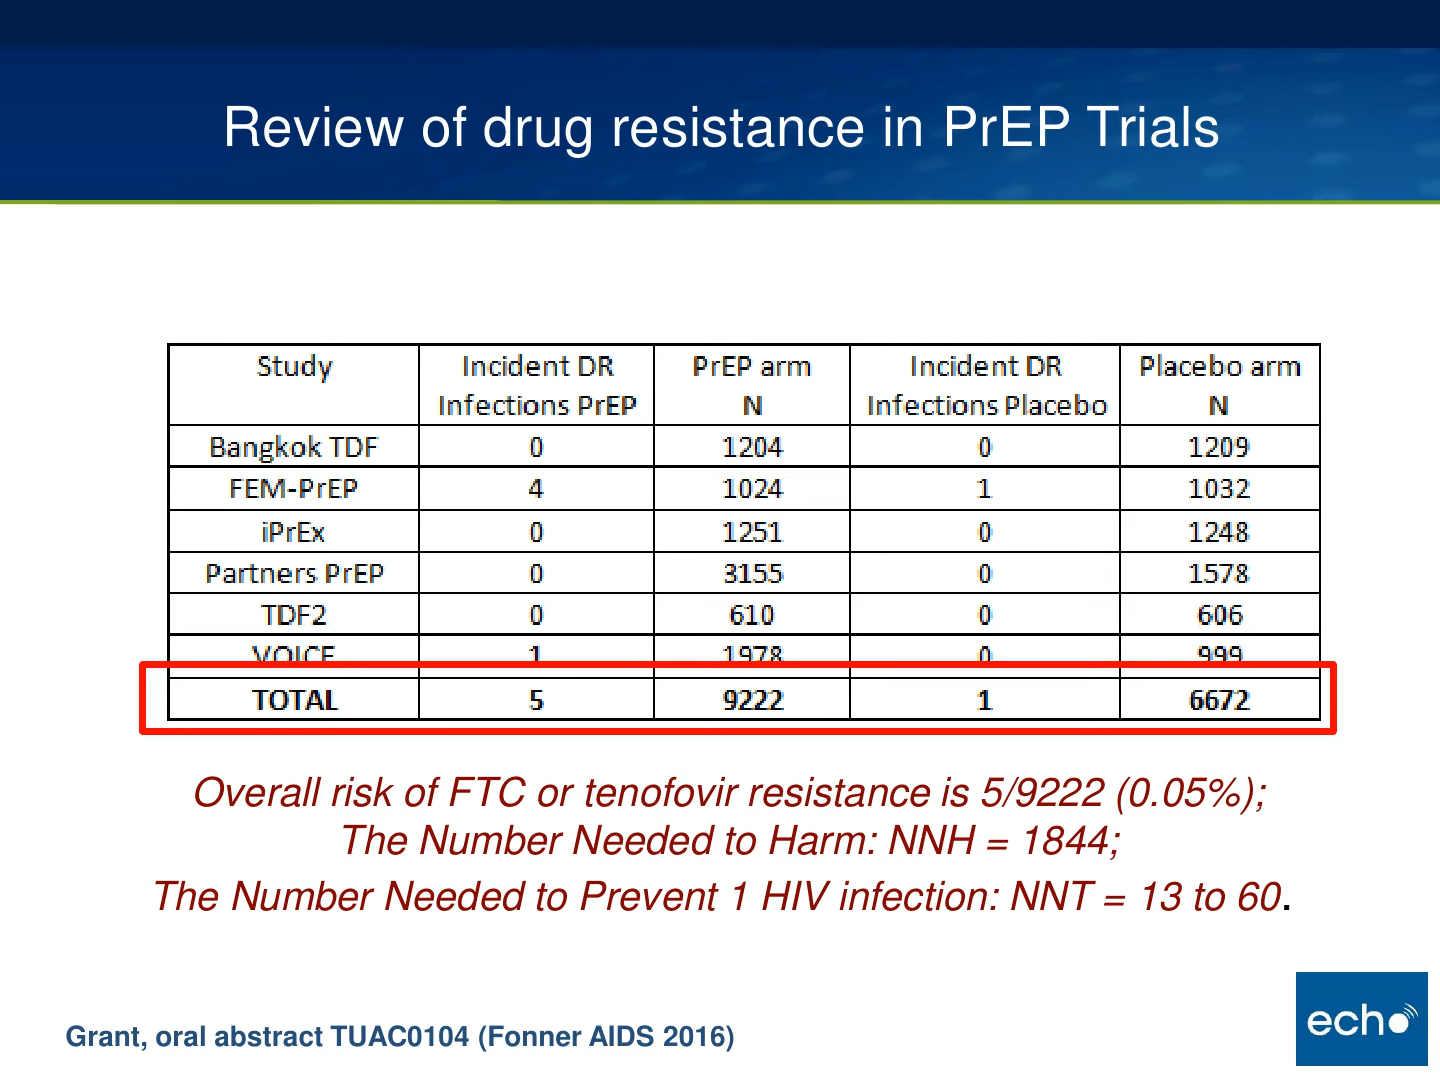 Review of drug resistance in PrEP Trials
Study Incident DR Infections PrEP PrEP arm N Incident DR Infections Placebo Placebo arm N
Bangkok TDF 0 1204 0 1209
FEM-PrEP 4 1024 1 1032
iPrEx 0 1251 0 1248
Partners PrEP 0 3155 0 1578
TDF2 0 610 0 606
VOICE 1 1978 0 999
TOTAL 5 9222 1 6672
Overall risk of FTC or tenofovir resistance is 5/9222 (0.05%);
The Number Needed to Harm: NNH = 1844;
The Number Needed to Prevent 1 HIV infection: NNT = 13 to 60.
Grant, oral abstract TUAC0104 (Fonner AIDS 2016)
echo